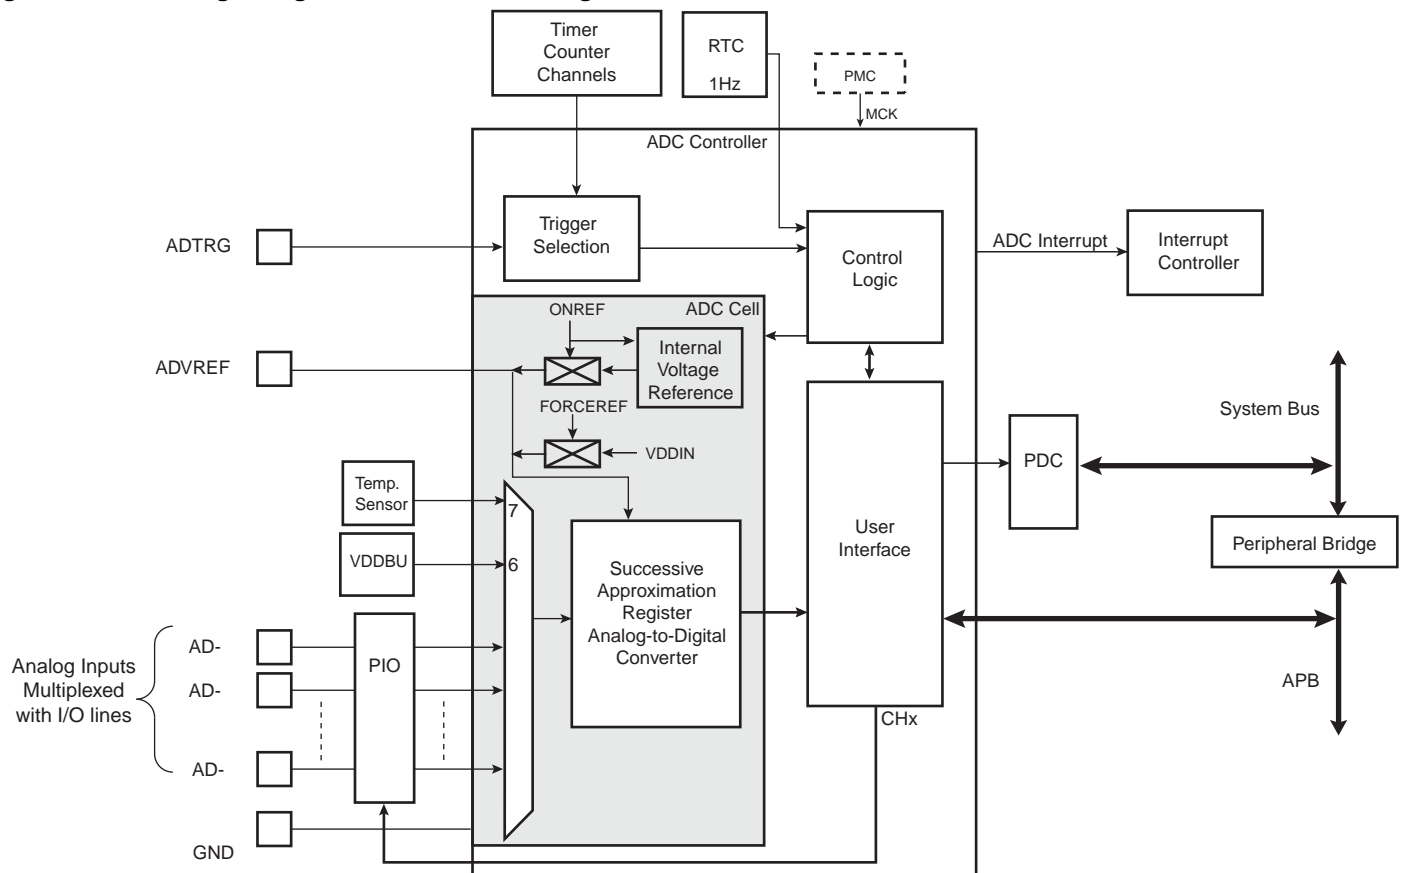 Timer
Counter
Channels
RTC
1Hz
PMC
MCK
ADC Controller
ADTRG
Trigger
Selection
Control
Logic
ADC Interrupt
Interrupt
Controller
ADC Cell
ONREF
ADVREF
Internal
Voltage
Reference
FORCEREF
VDDIN
System Bus
PDC
Temp.
Sensor
7
VDDBU
6
User
Interface
Peripheral Bridge
Successive
Approximation
Register
Analog-to-Digital
Converter
Analog Inputs
Multiplexed
with I/O lines
AD-
AD-
AD-
PIO
APB
CHx
GND